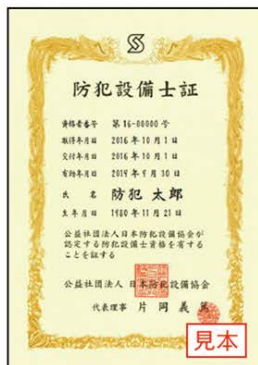 防犯設備士証
資格者番号 第16-00000号
取得年月日 2016年10月1日
交付年月日 2016年10月1日
有効年月日 2019年9月30日
氏名 防犯 太郎
生年月日 1980年11月21日
公益社団法人日本防犯設備協会が
認定する防犯設備士資格を有する
ことを証する
公益社団法人 日本防犯設備協会
代表理事 片岡義篤
見本